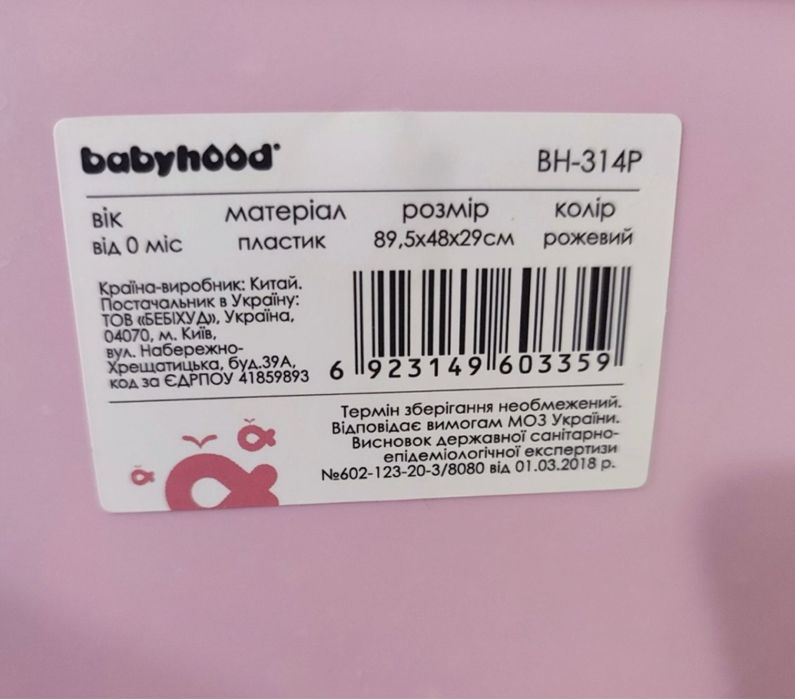 babyhood
BH-314P
вік матеріал розмір колір
від 0 міс пластик 89,5x48x29см рожевий
Країна-виробник: Китай.
Постачальник в Україну:
ТОВ «БЕБІХУД», Україна,
04070, м. Київ,
вул. Набережно-
Хрещатицька, буд.39А,
код за ЄДРПОУ 41859893
6 923149 603359
Термін зберігання необмежений.
Відповідає вимогам МОЗ України.
Висновок державної санітарно-
епідеміологічної експертизи
№602-123-20-3/8080 від 01.03.2018 р.